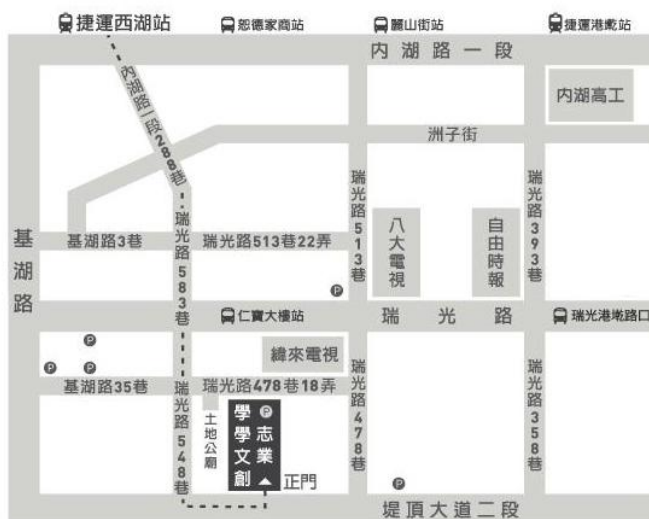 捷運西湖站
恕德家商站
麗山街站
捷運港墘站
內湖路一段
內湖高工
內湖路一段288巷
洲子街
瑞光路513巷
瑞光路393巷
基湖路
基湖路3巷
瑞光路583巷
瑞光路513巷22弄
八大電視
自由時報
P
仁寶大樓站
瑞光路
瑞光港墘路口
P
P
P
緯來電視
基湖路35巷
瑞光路548巷
瑞光路478巷18弄
瑞光路478巷
瑞光路358巷
土地公廟
學學文創
P
志業
正門
P
堤頂大道二段